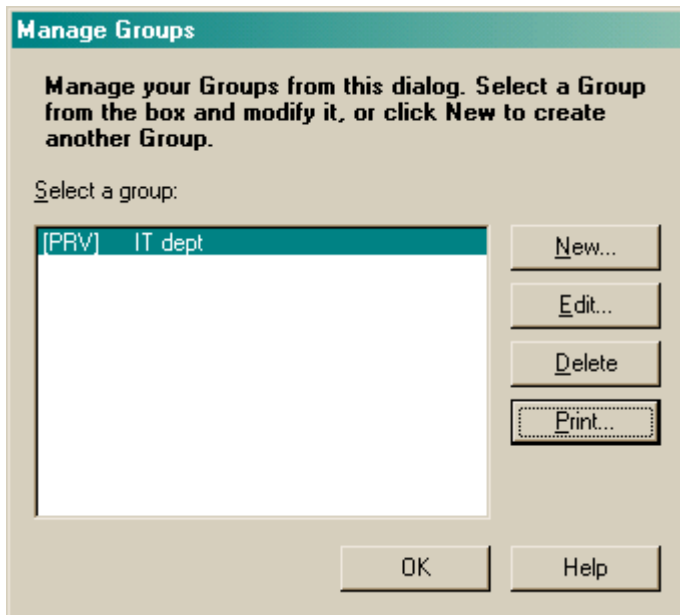 Manage Groups
Manage your Groups from this dialog. Select a Group
from the box and modify it, or click New to create
another Group.
Select a group:
[PRV] IT dept
New...
Edit...
Delete
Print...
OK
Help